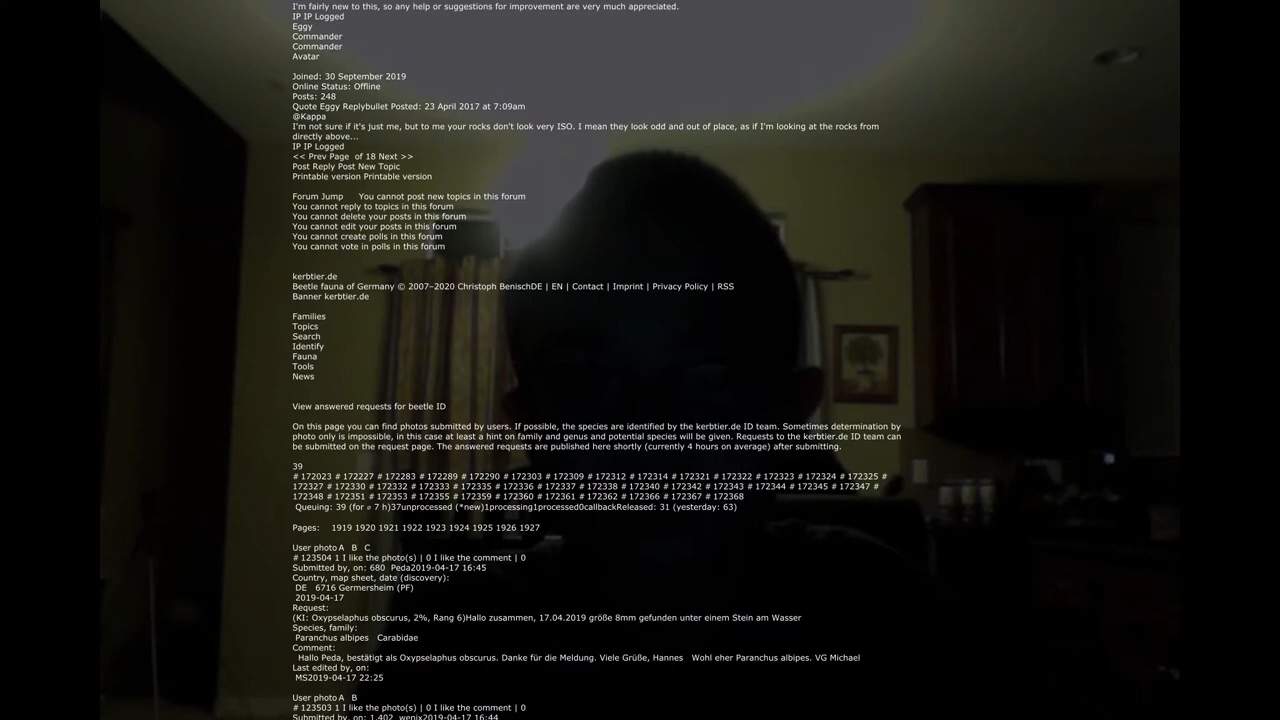 I'm fairly new to this, so any help or suggestions for improvement are very much appreciated.
IP IP Logged
Eggy
Commander
Commander
Avatar
Joined: 30 September 2019
Online Status: Offline
Posts: 248
Quote Eggy Replybullet Posted: 23 April 2017 at 7:09am
@Kappa
I'm not sure if it's just me, but to me your rocks don't look very ISO. I mean they look odd and out of place, as if I'm looking at the rocks from
directly above...
IP IP Logged
<< Prev Page  of 18 Next >>
Post Reply Post New Topic
Printable version Printable version
Forum Jump      You cannot post new topics in this forum
You cannot reply to topics in this forum
You cannot delete your posts in this forum
You cannot edit your posts in this forum
You cannot create polls in this forum
You cannot vote in polls in this forum
kerbtier.de
Beetle fauna of Germany © 2007–2020 Christoph BenischDE | EN | Contact | Imprint | Privacy Policy | RSS
Banner kerbtier.de
Families
Topics
Search
Identify
Fauna
Tools
News
View answered requests for beetle ID
On this page you can find photos submitted by users. If possible, the species are identified by the kerbtier.de ID team. Sometimes determination by
photo only is impossible, in this case at least a hint on family and genus and potential species will be given. Requests to the kerbtier.de ID team can
be submitted on the request page. The answered requests are published here shortly (currently 4 hours on average) after submitting.
39
# 172023 # 172227 # 172283 # 172289 # 172290 # 172303 # 172309 # 172312 # 172314 # 172321 # 172322 # 172323 # 172324 # 172325 #
172327 # 172330 # 172332 # 172333 # 172335 # 172336 # 172337 # 172338 # 172340 # 172342 # 172343 # 172344 # 172345 # 172347 #
172348 # 172351 # 172353 # 172355 # 172359 # 172360 # 172361 # 172362 # 172366 # 172367 # 172368
Queuing: 39 (for ⌀ 7 h)37unprocessed (*new)1processing1processed0callbackReleased: 31 (yesterday: 63)
Pages:    1919 1920 1921 1922 1923 1924 1925 1926 1927
User photo A  B  C
# 123504 1 I like the photo(s) | 0 I like the comment | 0
Submitted by, on: 680  Peda2019-04-17 16:45
Country, map sheet, date (discovery):
DE  6716 Germersheim (PF)
2019-04-17
Request:
(KI: Oxypselaphus obscurus, 2%, Rang 6)Hallo zusammen, 17.04.2019 größe 8mm gefunden unter einem Stein am Wasser
Species, family:
Paranchus albipes  Carabidae
Comment:
Hallo Peda, bestätigt als Oxypselaphus obscurus. Danke für die Meldung. Viele Grüße, Hannes  Wohl eher Paranchus albipes. VG Michael
Last edited by, on:
MS2019-04-17 22:25
User photo A  B
# 123503 1 I like the photo(s) | 0 I like the comment | 0
Submitted by, on: 1.402  wenix2019-04-17 16:44